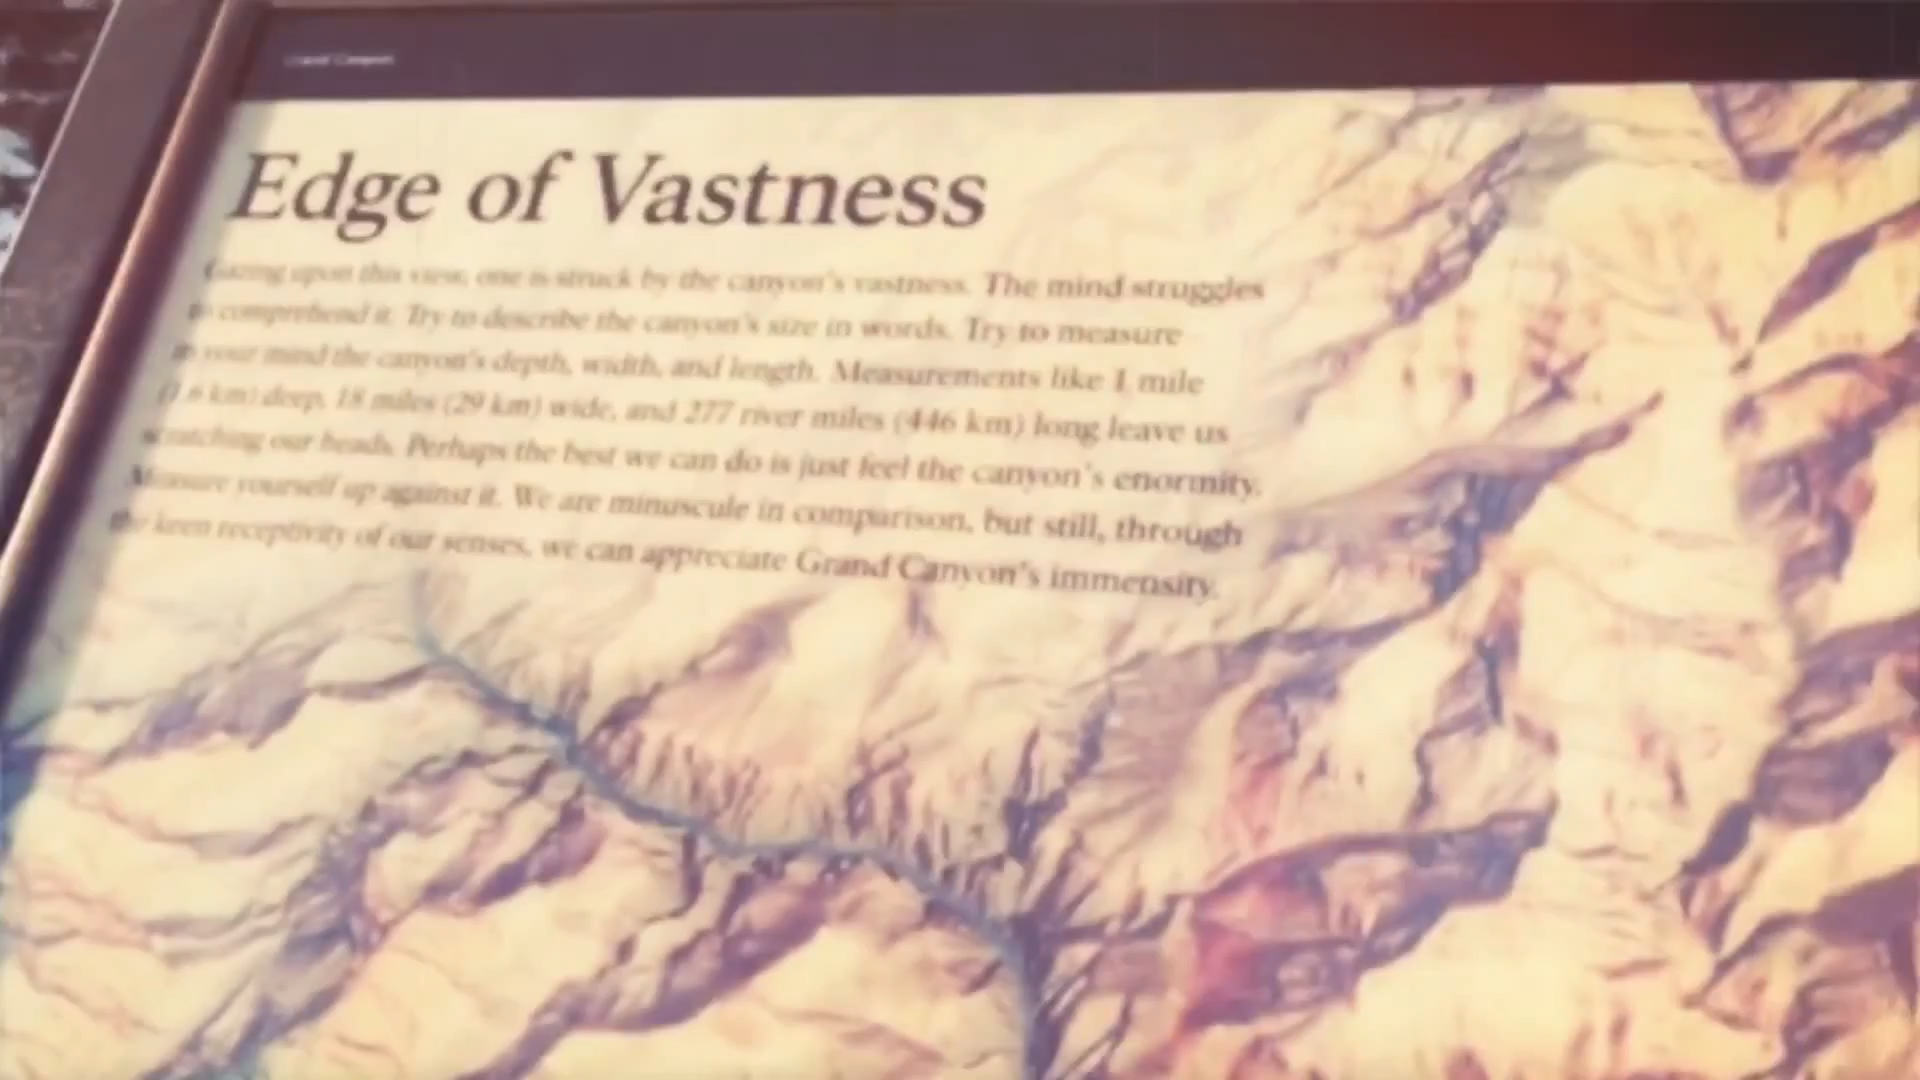 Grand Canyon
Edge of Vastness
Gazing upon this view, one is struck by the canyon's vastness. The mind struggles
to comprehend it. Try to describe the canyon's size in words. Try to measure
in your mind the canyon's depth, width, and length. Measurements like 1 mile
(1.6 km) deep, 18 miles (29 km) wide, and 277 river miles (446 km) long leave us
scratching our heads. Perhaps the best we can do is just feel the canyon's enormity.
Measure yourself up against it. We are minuscule in comparison, but still, through
the keen receptivity of our senses, we can appreciate Grand Canyon's immensity.